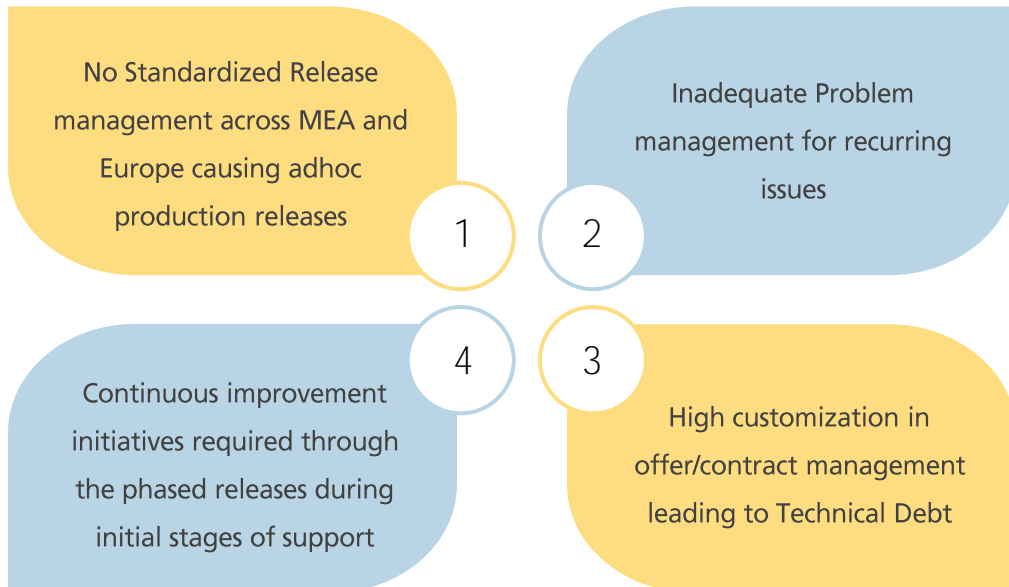 No Standardized Release
management across MEA and
Europe causing adhoc
production releases
1
Inadequate Problem
management for recurring
issues
2
High customization in
offer/contract management
leading to Technical Debt
3
Continuous improvement
initiatives required through
the phased releases during
initial stages of support
4